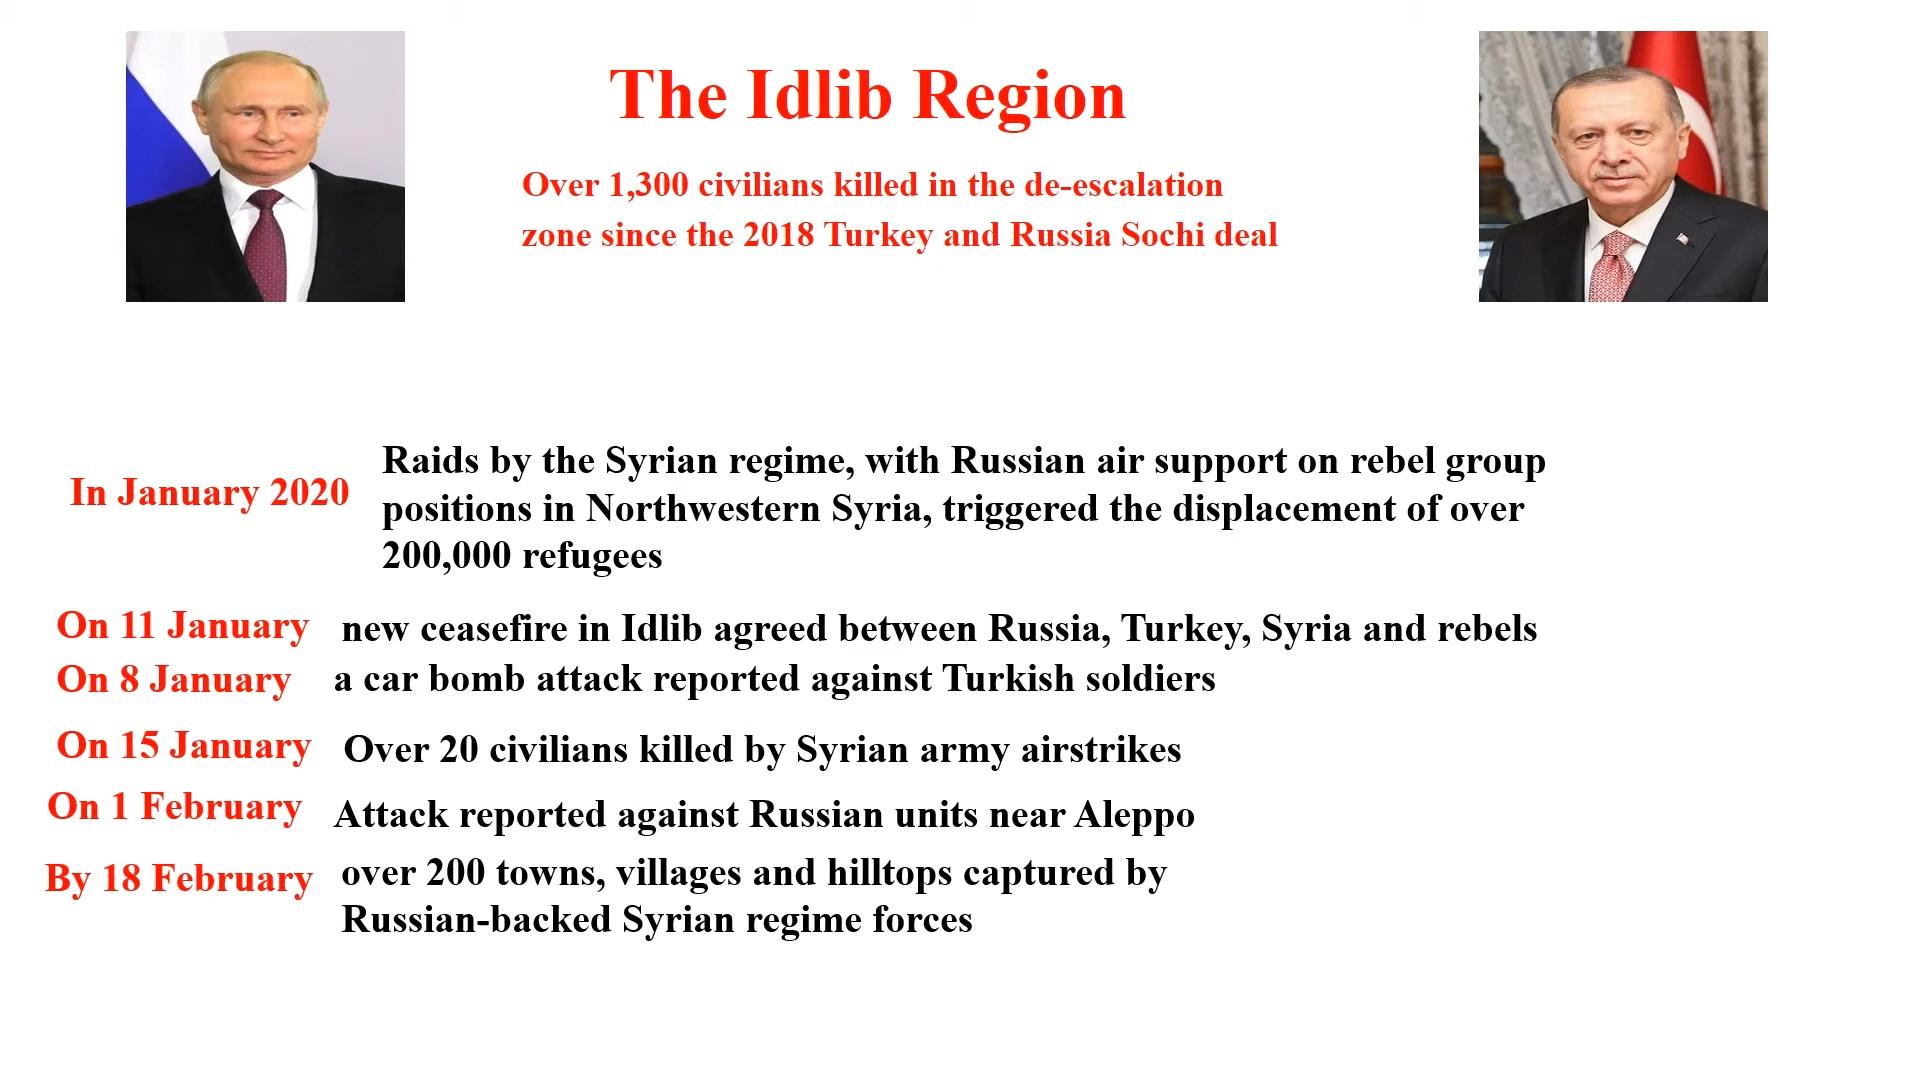 The Idlib Region
Over 1,300 civilians killed in the de-escalation
zone since the 2018 Turkey and Russia Sochi deal
In January 2020
Raids by the Syrian regime, with Russian air support on rebel group
positions in Northwestern Syria, triggered the displacement of over
200,000 refugees
On 11 January new ceasefire in Idlib agreed between Russia, Turkey, Syria and rebels
On 8 January a car bomb attack reported against Turkish soldiers
On 15 January Over 20 civilians killed by Syrian army airstrikes
On 1 February Attack reported against Russian units near Aleppo
By 18 February over 200 towns, villages and hilltops captured by
Russian-backed Syrian regime forces